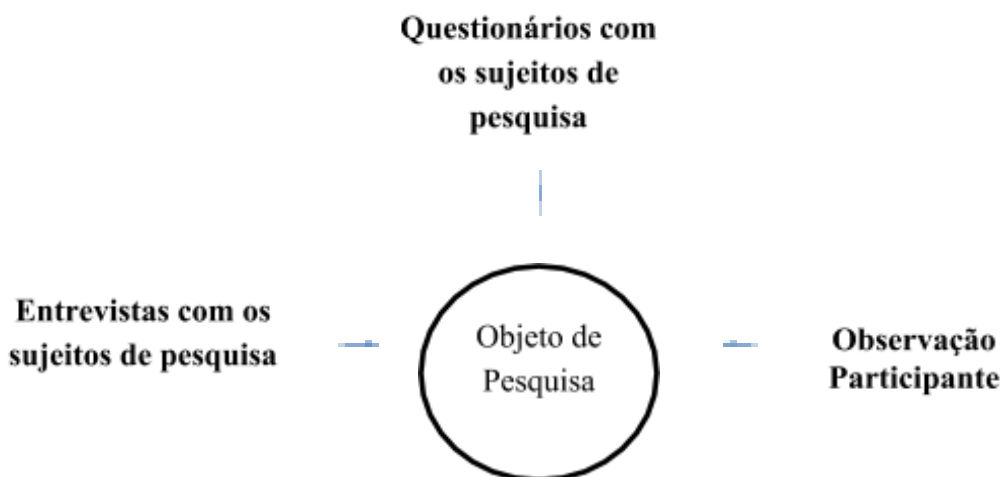 Questionários com
os sujeitos de
pesquisa
Entrevistas com os
sujeitos de pesquisa
Objeto de
Pesquisa
Observação
Participante